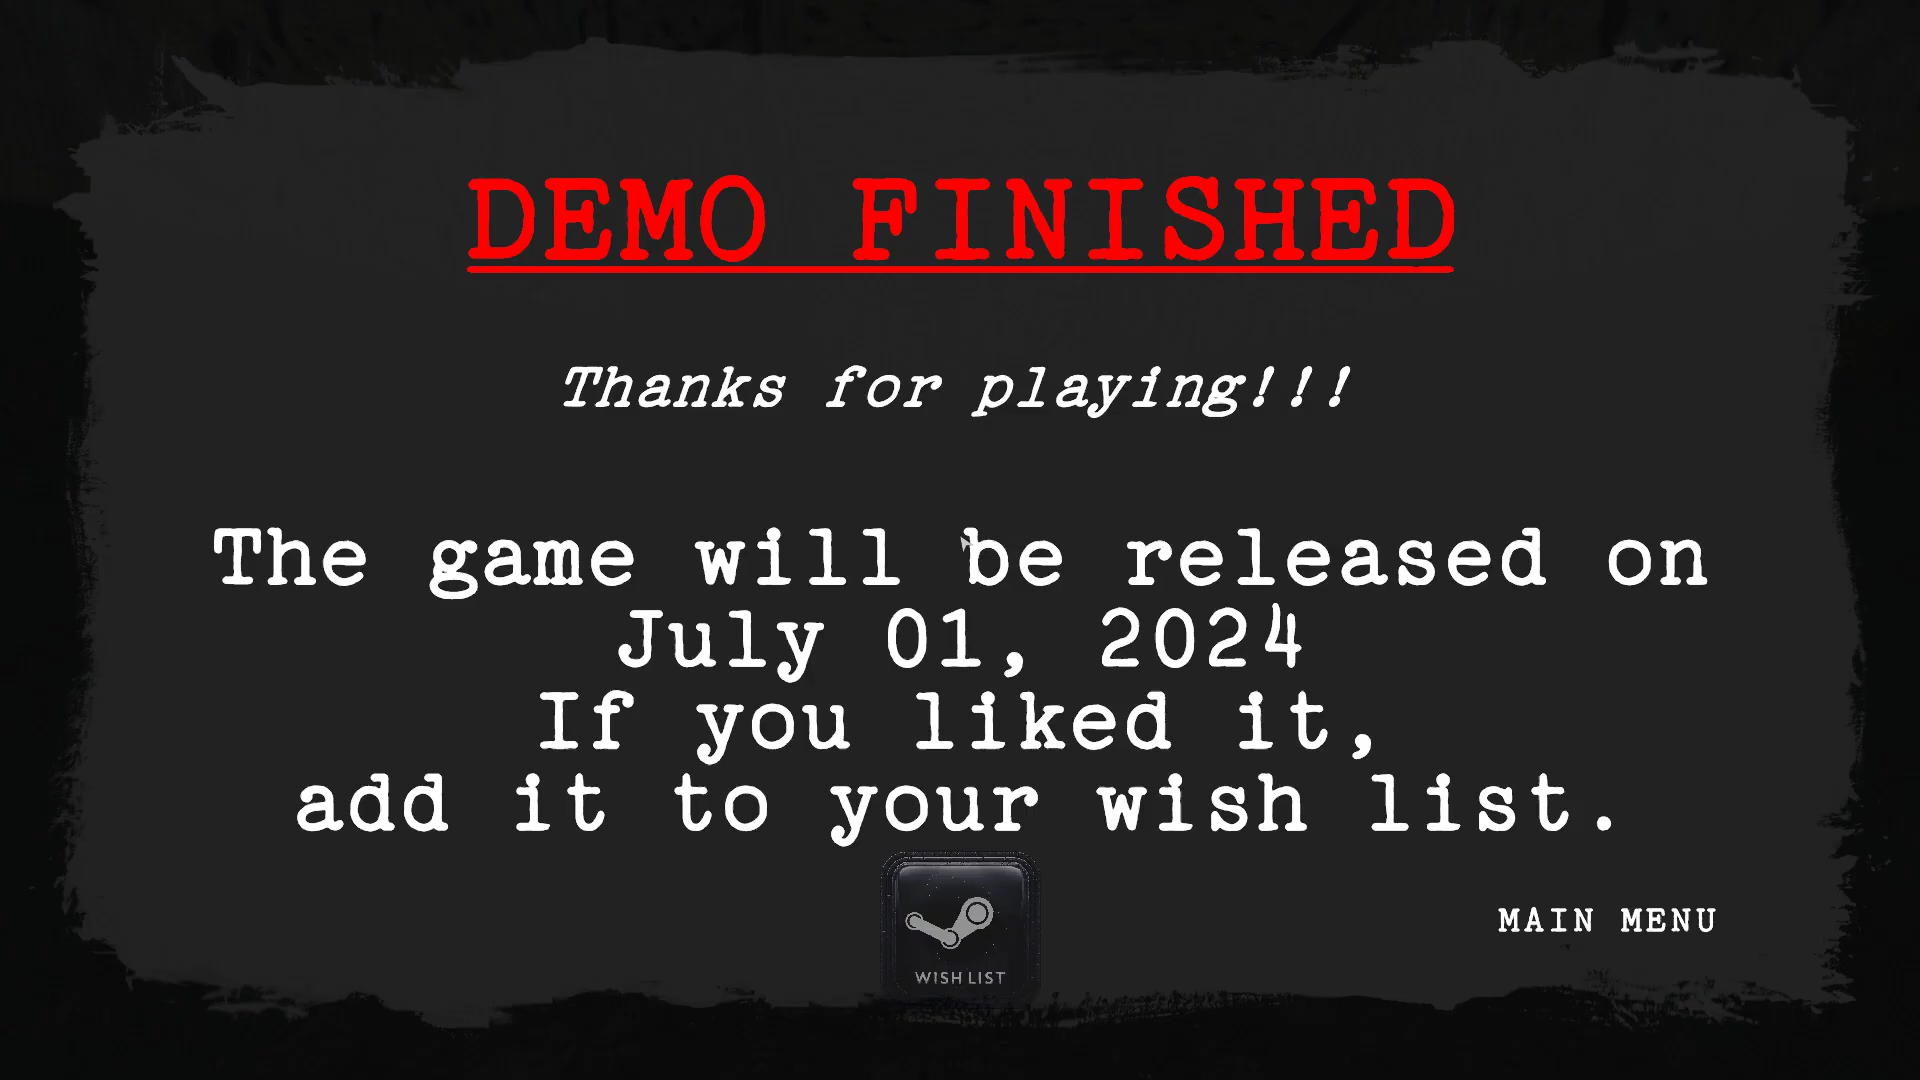 DEMO FINISHED
Thanks for playing!!!
The game will be released on
July 01, 2024
If you liked it,
add it to your wish list.
WISH LIST
MAIN MENU